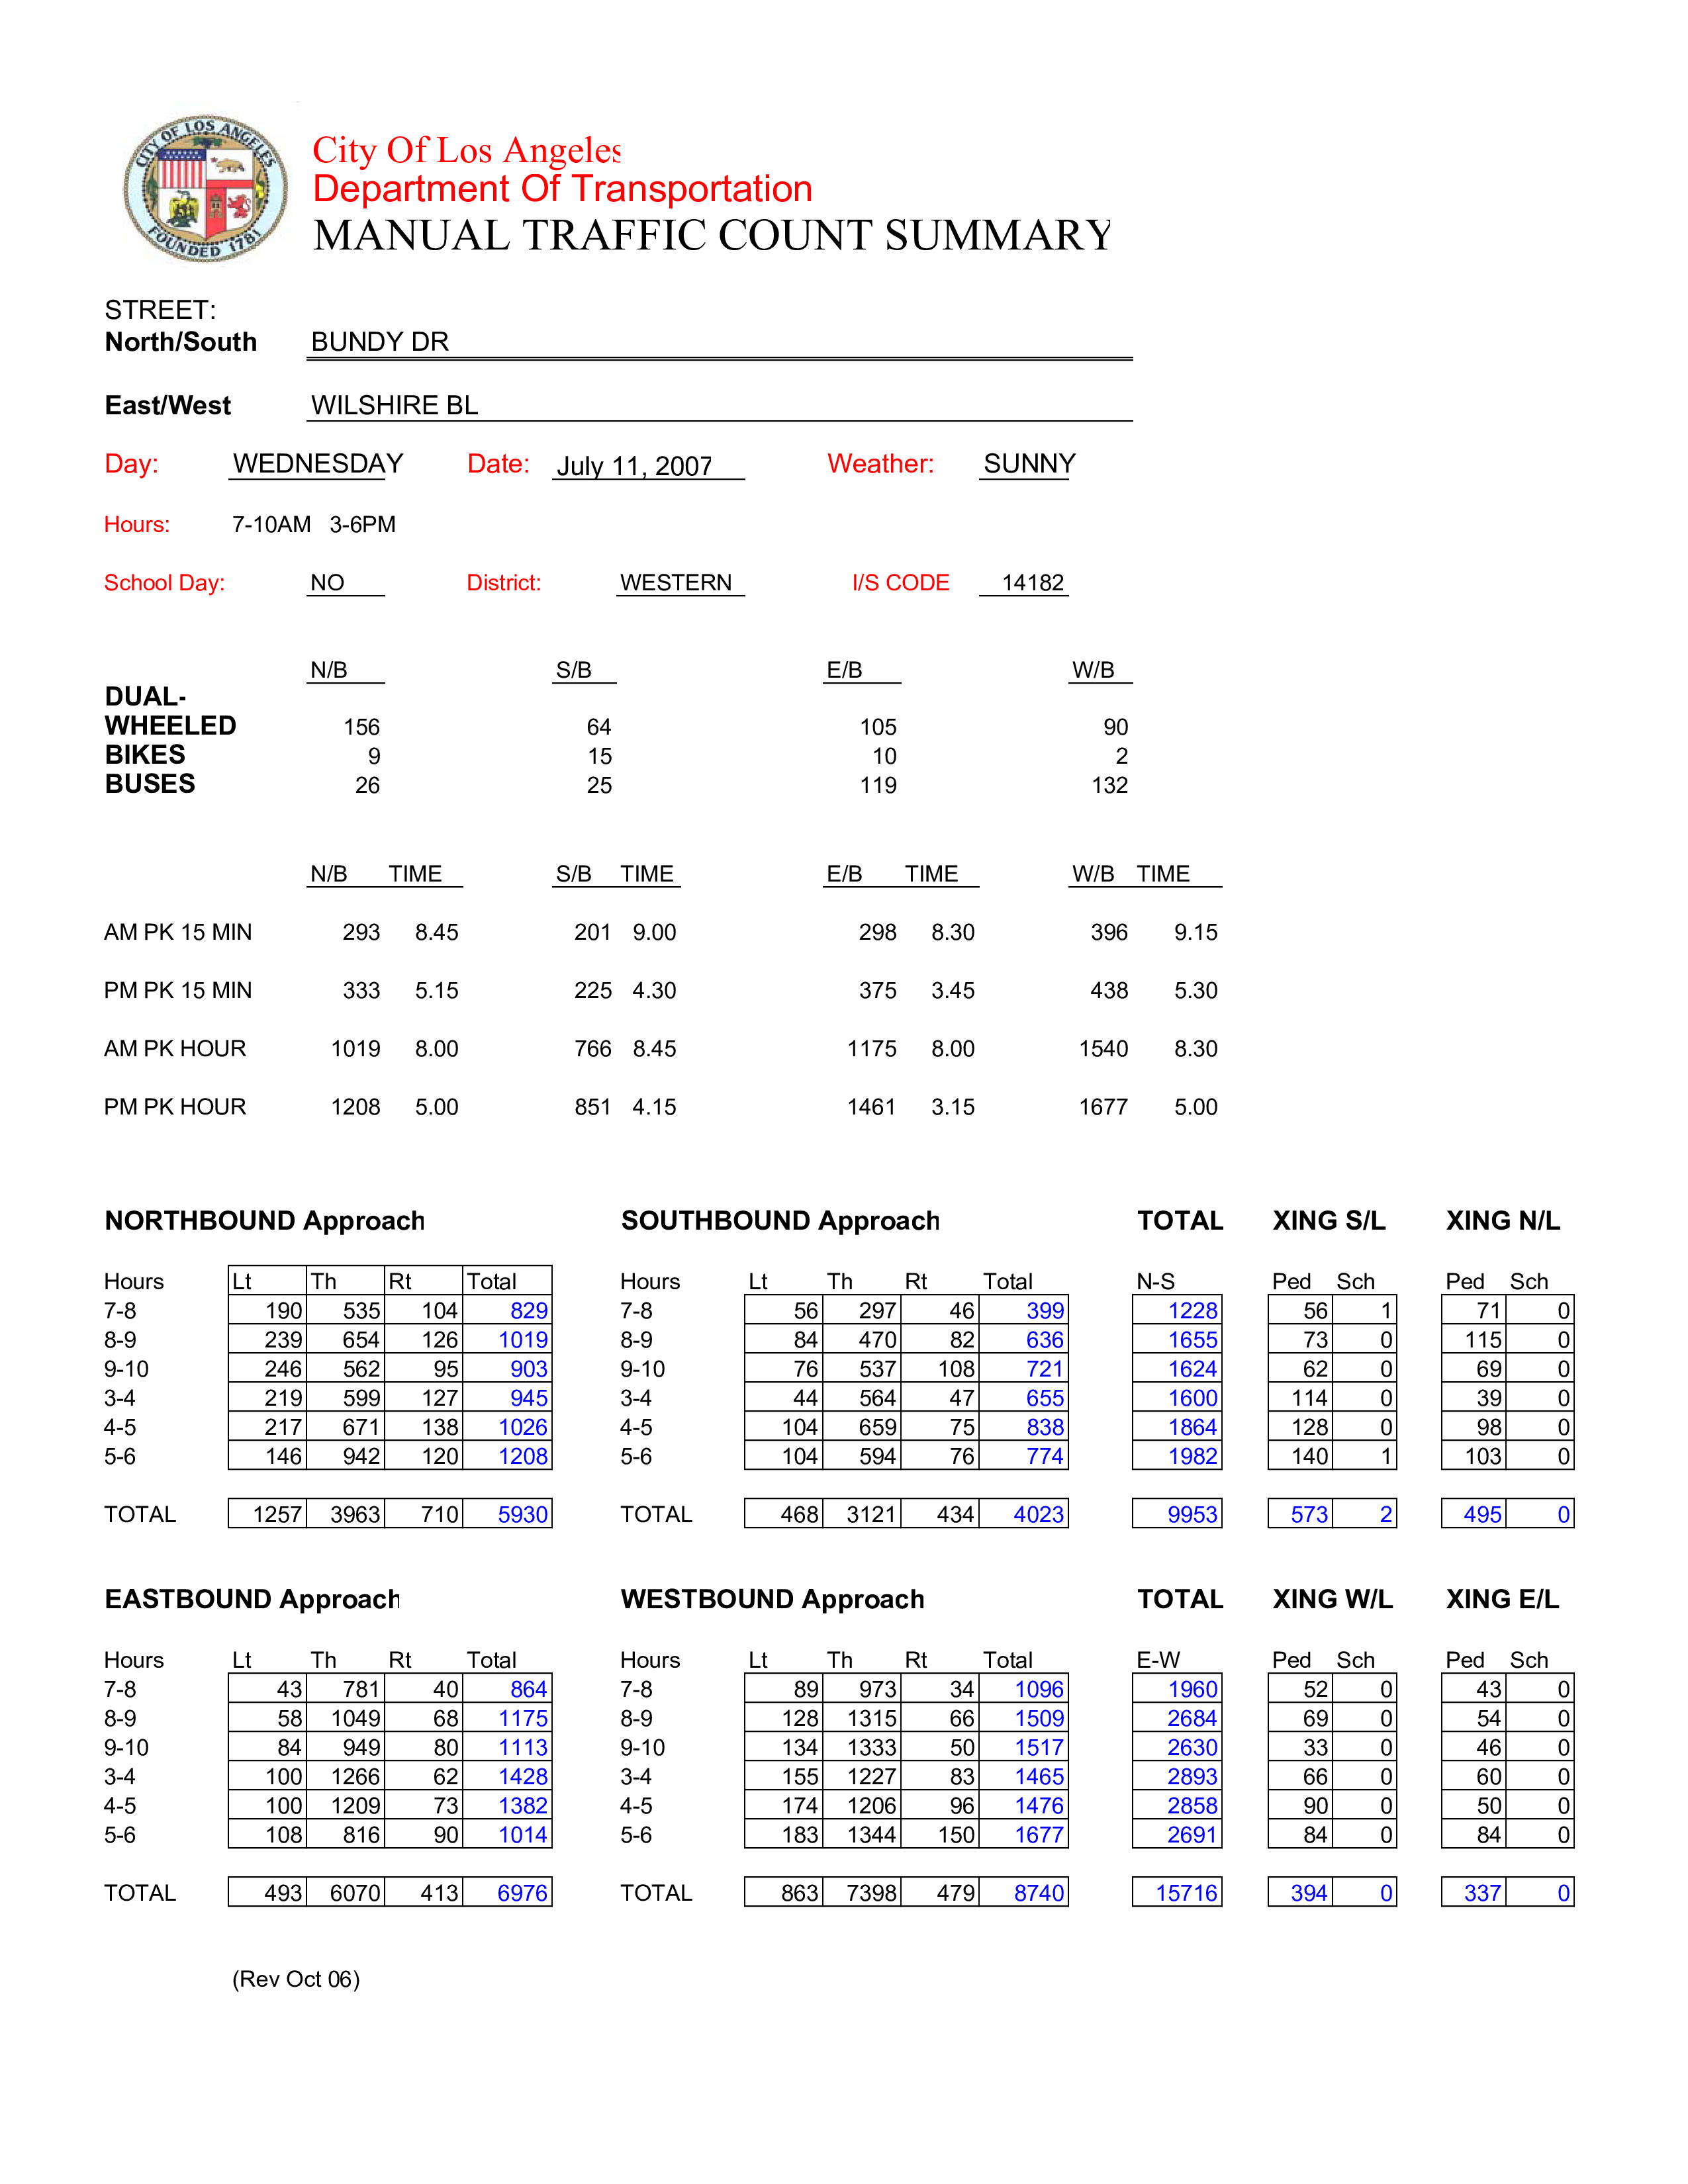 CITY OF LOS ANGELES
FOUNDED 1781
City Of Los Angeles
Department Of Transportation
MANUAL TRAFFIC COUNT SUMMARY
STREET:
North/South BUNDY DR
East/West WILSHIRE BL
Day: WEDNESDAY Date: July 11, 2007 Weather: SUNNY
Hours: 7-10AM 3-6PM
School Day: NO District: WESTERN I/S CODE 14182
N/B S/B E/B W/B
DUAL-
WHEELED 156 64 105 90
BIKES 9 15 10 2
BUSES 26 25 119 132
N/B TIME S/B TIME E/B TIME W/B TIME
AM PK 15 MIN 293 8.45 201 9.00 298 8.30 396 9.15
PM PK 15 MIN 333 5.15 225 4.30 375 3.45 438 5.30
AM PK HOUR 1019 8.00 766 8.45 1175 8.00 1540 8.30
PM PK HOUR 1208 5.00 851 4.15 1461 3.15 1677 5.00
NORTHBOUND Approach SOUTHBOUND Approach TOTAL XING S/L XING N/L
Hours Lt Th Rt Total Hours Lt Th Rt Total N-S Ped Sch Ped Sch
7-8 190 535 104 829 7-8 56 297 46 399 1228 56 1 71 0
8-9 239 654 126 1019 8-9 84 470 82 636 1655 73 0 115 0
9-10 246 562 95 903 9-10 76 537 108 721 1624 62 0 69 0
3-4 219 599 127 945 3-4 44 564 47 655 1600 114 0 39 0
4-5 217 671 138 1026 4-5 104 659 75 838 1864 128 0 98 0
5-6 146 942 120 1208 5-6 104 594 76 774 1982 140 1 103 0
TOTAL 1257 3963 710 5930 TOTAL 468 3121 434 4023 9953 573 2 495 0
EASTBOUND Approach WESTBOUND Approach TOTAL XING W/L XING E/L
Hours Lt Th Rt Total Hours Lt Th Rt Total E-W Ped Sch Ped Sch
7-8 43 781 40 864 7-8 89 973 34 1096 1960 52 0 43 0
8-9 58 1049 68 1175 8-9 128 1315 66 1509 2684 69 0 54 0
9-10 84 949 80 1113 9-10 134 1333 50 1517 2630 33 0 46 0
3-4 100 1266 62 1428 3-4 155 1227 83 1465 2893 66 0 60 0
4-5 100 1209 73 1382 4-5 174 1206 96 1476 2858 90 0 50 0
5-6 108 816 90 1014 5-6 183 1344 150 1677 2691 84 0 84 0
TOTAL 493 6070 413 6976 TOTAL 863 7398 479 8740 15716 394 0 337 0
(Rev Oct 06)